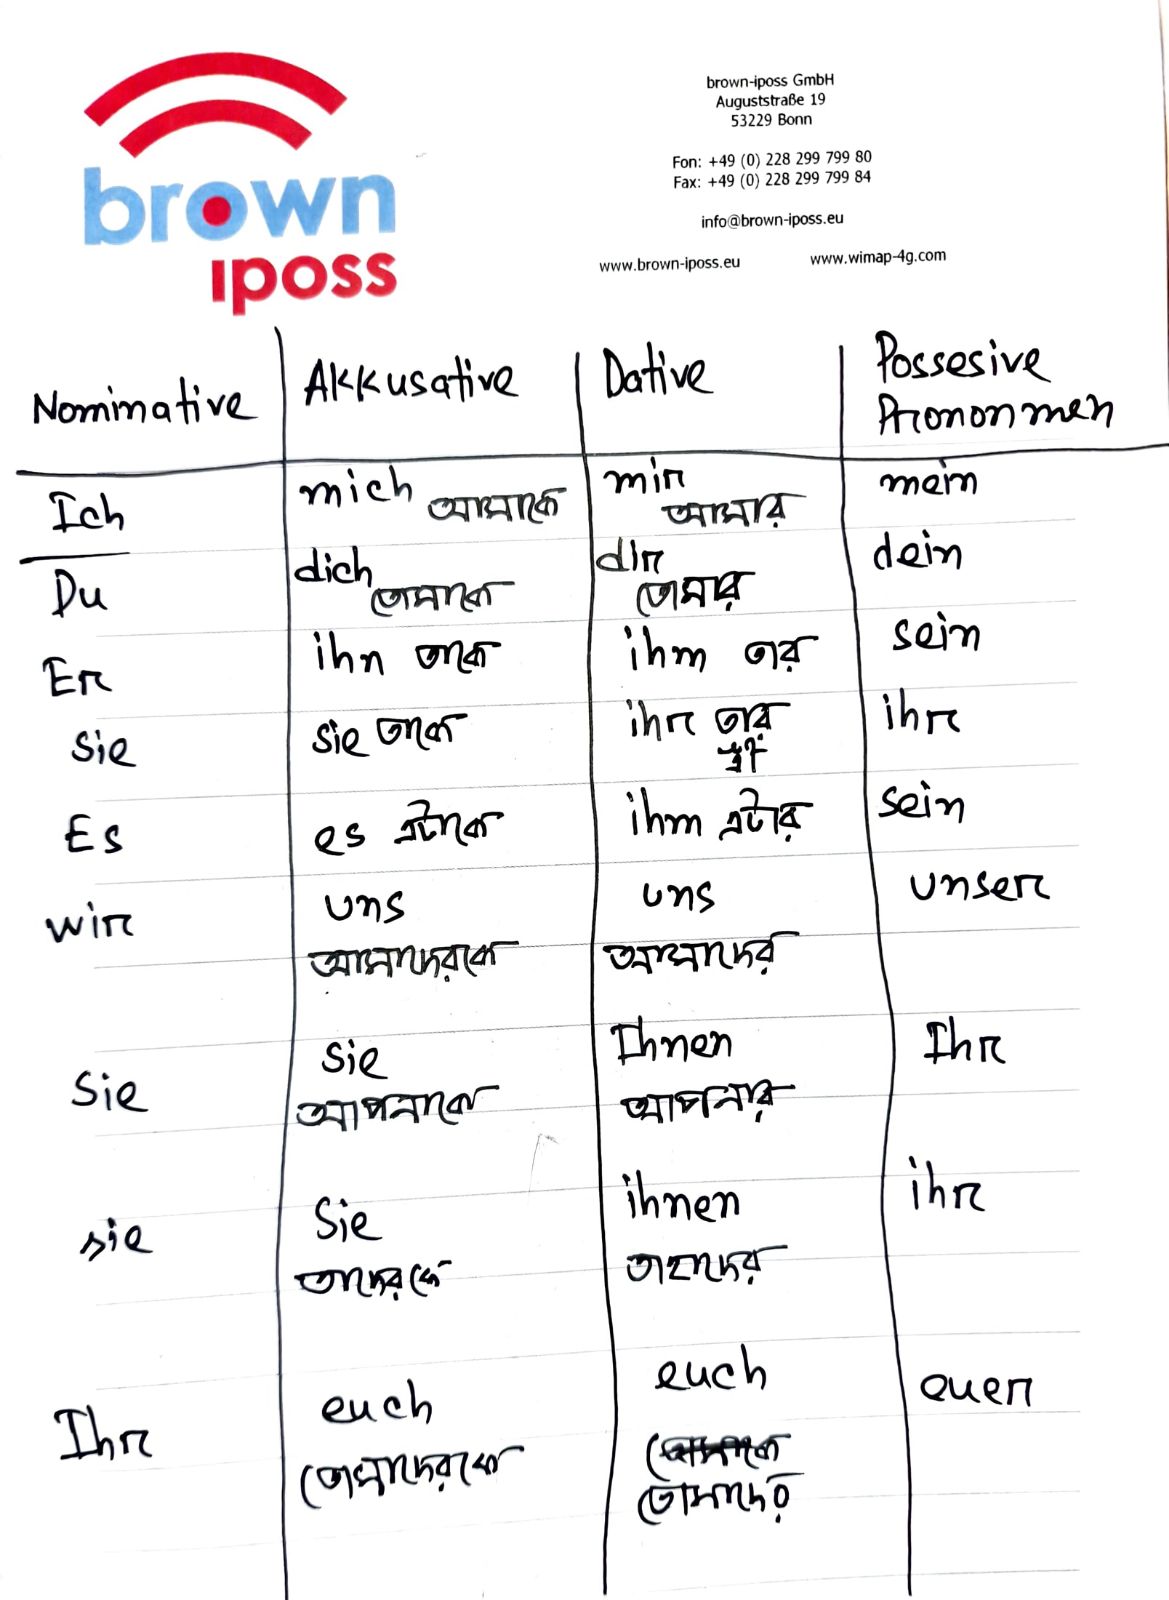 brown
iposs
brown-iposs GmbH
Auguststraße 19
53229 Bonn
Fon: +49 (0) 228 299 799 80
Fax: +49 (0) 228 299 799 84
info@brown-iposs.eu
www.brown-iposs.eu www.wimap-4g.com
Nominative Akkusative Dative Possesive Prononmen
Ich mich আমাকে mir আমার mein
Du dich তোমাকে dir তোমার dein
Er ihn তাকে ihm তার sein
sie sie তাকে ihr তার ihr
Es es এটাকে ihm এটার sein
wir uns uns unser
আমাদেরকে আমাদের
Sie Sie Ihnen Ihr
আপনাকে আপনার
sie Sie ihnen ihr
তাদেরকে তাহাদের
Ihr euch euch euer
তোমাদেরকে
তোমাদের